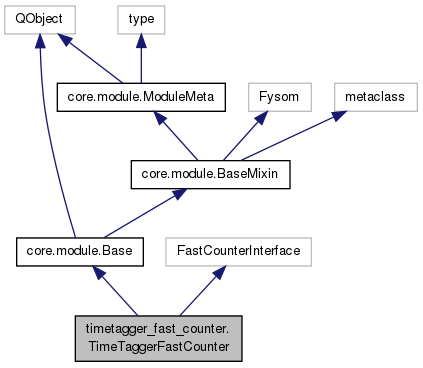 QObject
type
core.module.ModuleMeta
Fysom
metaclass
core.module.BaseMixin
core.module.Base
FastCounterInterface
timetagger_fast_counter.
TimeTaggerFastCounter